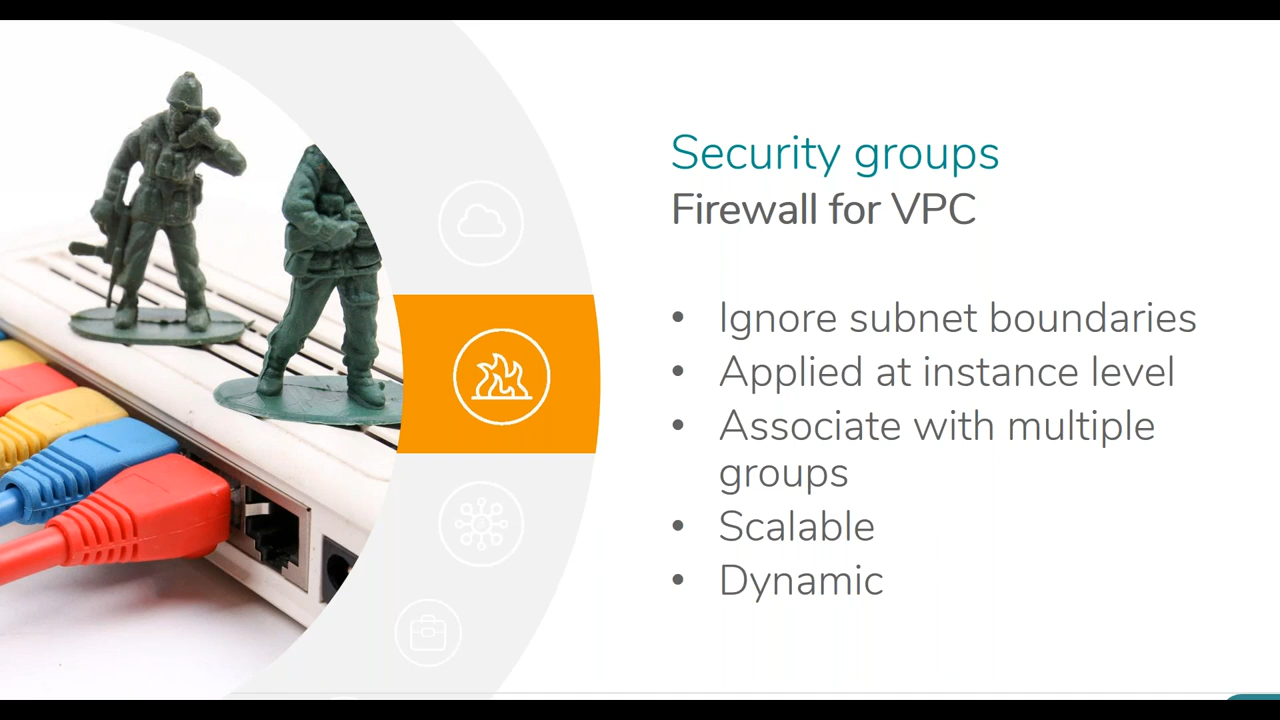 Security groups
Firewall for VPC
• Ignore subnet boundaries
• Applied at instance level
• Associate with multiple
groups
• Scalable
• Dynamic